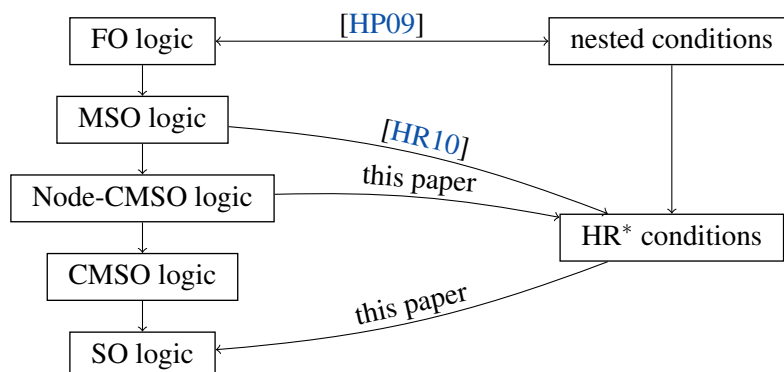 FO logic
[HP09]
nested conditions
MSO logic
[HR10]
this paper
Node-CMSO logic
HR* conditions
CMSO logic
this paper
SO logic